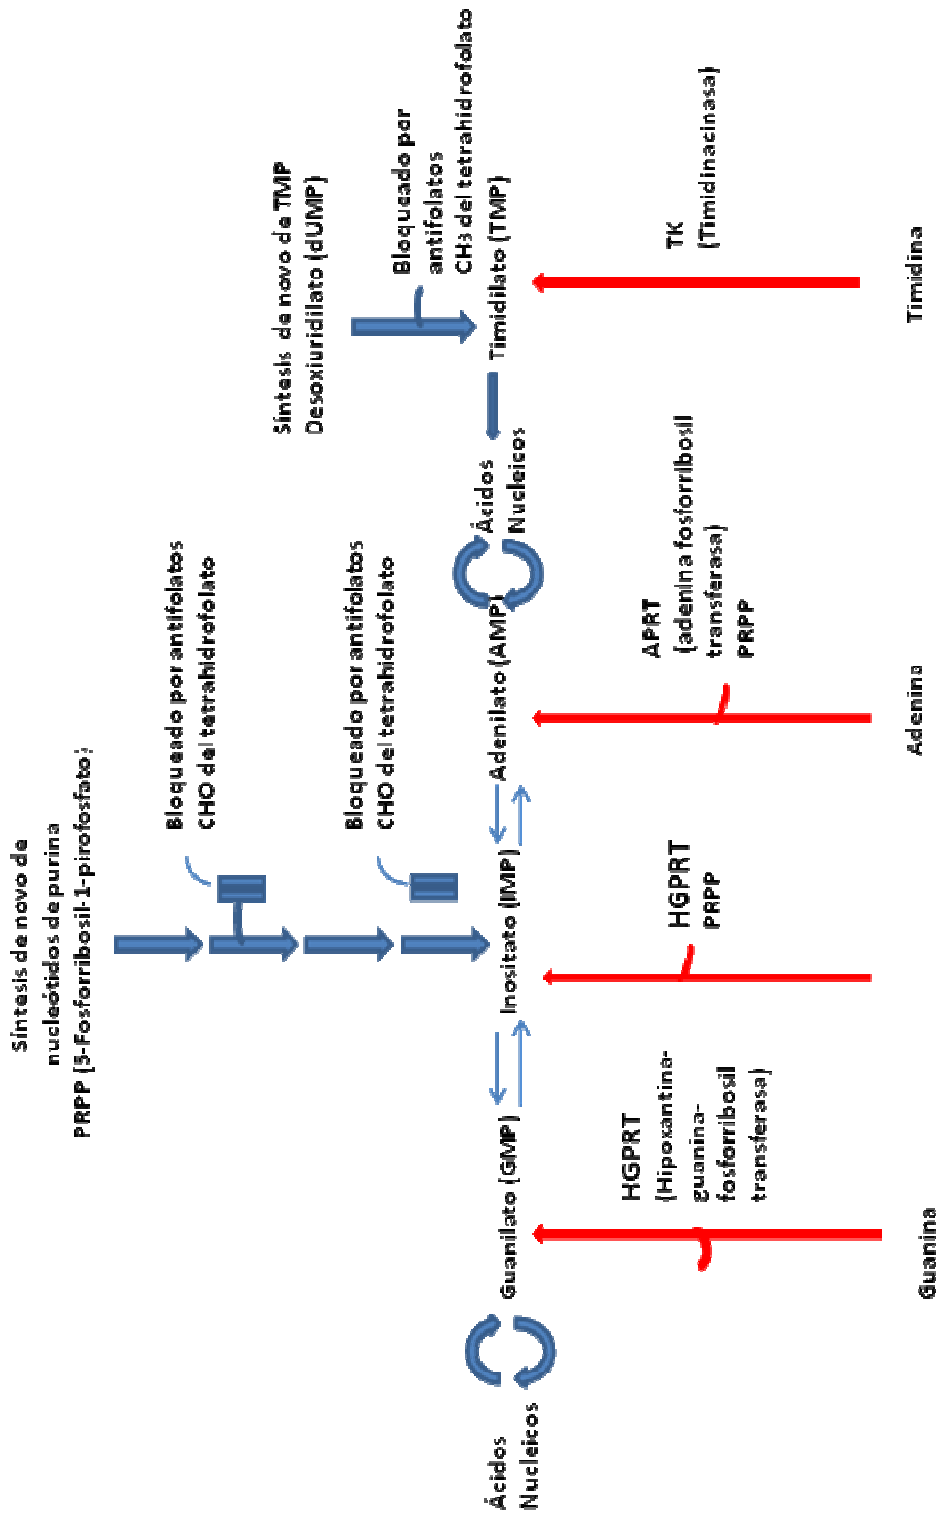 Síntesis de novo de
nucleótidos de purina
PRPP (5-Fosforribosil-1-pirofosfato)
Bloqueado por antifolatos
CHO del tetrahidrofolato
Bloqueado por antifolatos
CHO del tetrahidrofolato
Síntesis de novo de TMP
Desoxiuridilato (dUMP)
Bloqueado por
antifolatos
CH₃ del tetrahidrofolato
Ácidos
Nucleicos
Guanilato (GMP)
Inositato (IMP)
Adenilato (AMP)
Ácidos
Nucleicos
Timidilato (TMP)
HGPRT
(Hipoxantina-
guanina-
fosforribosil
transferasa)
HGPRT
PRPP
APRT
(adenina fosforribosil
transferasa)
PRPP
TK
(Timidinacinasa)
Guanina
Adenina
Timidina